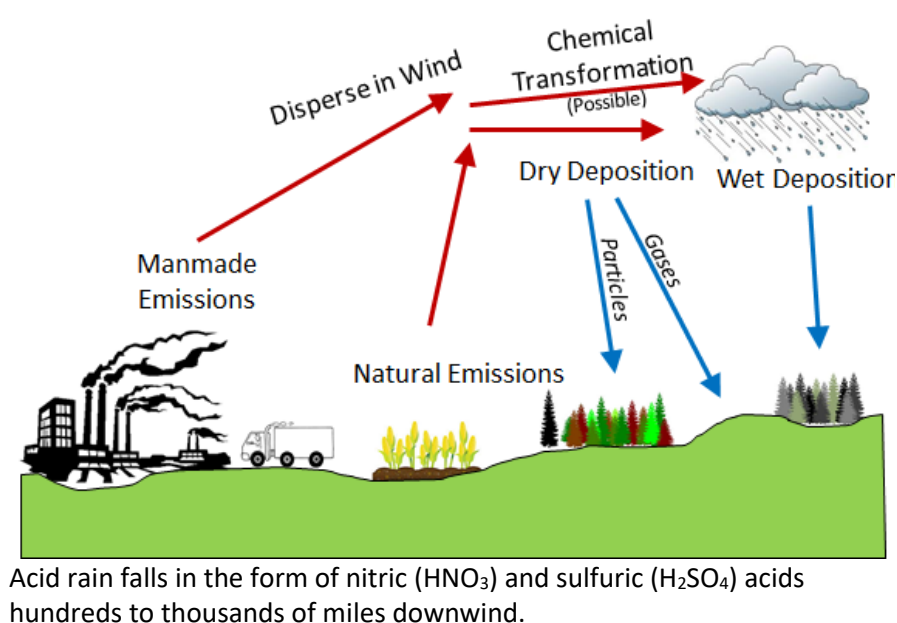 Chemical
Transformation
(Possible)
Disperse in Wind
Dry Deposition
Wet Deposition
Particles
Gases
Manmade
Emissions
Natural Emissions
Acid rain falls in the form of nitric (HNO₃) and sulfuric (H₂SO₄) acids
hundreds to thousands of miles downwind.